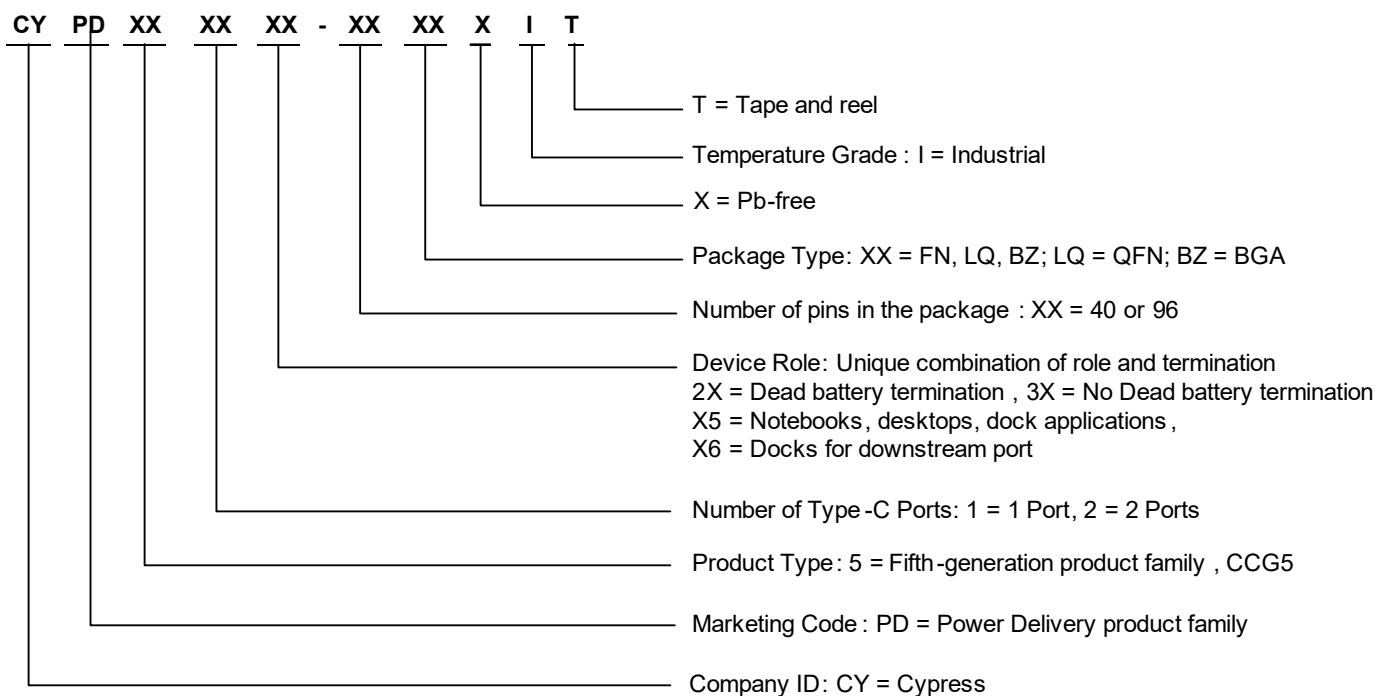 CY PD XX XX XX - XX XX X I T
T = Tape and reel
Temperature Grade : I = Industrial
X = Pb-free
Package Type: XX = FN, LQ, BZ; LQ = QFN; BZ = BGA
Number of pins in the package : XX = 40 or 96
Device Role: Unique combination of role and termination
2X = Dead battery termination , 3X = No Dead battery termination
X5 = Notebooks, desktops, dock applications ,
X6 = Docks for downstream port
Number of Type -C Ports: 1 = 1 Port, 2 = 2 Ports
Product Type: 5 = Fifth-generation product family , CCG5
Marketing Code : PD = Power Delivery product family
Company ID: CY = Cypress